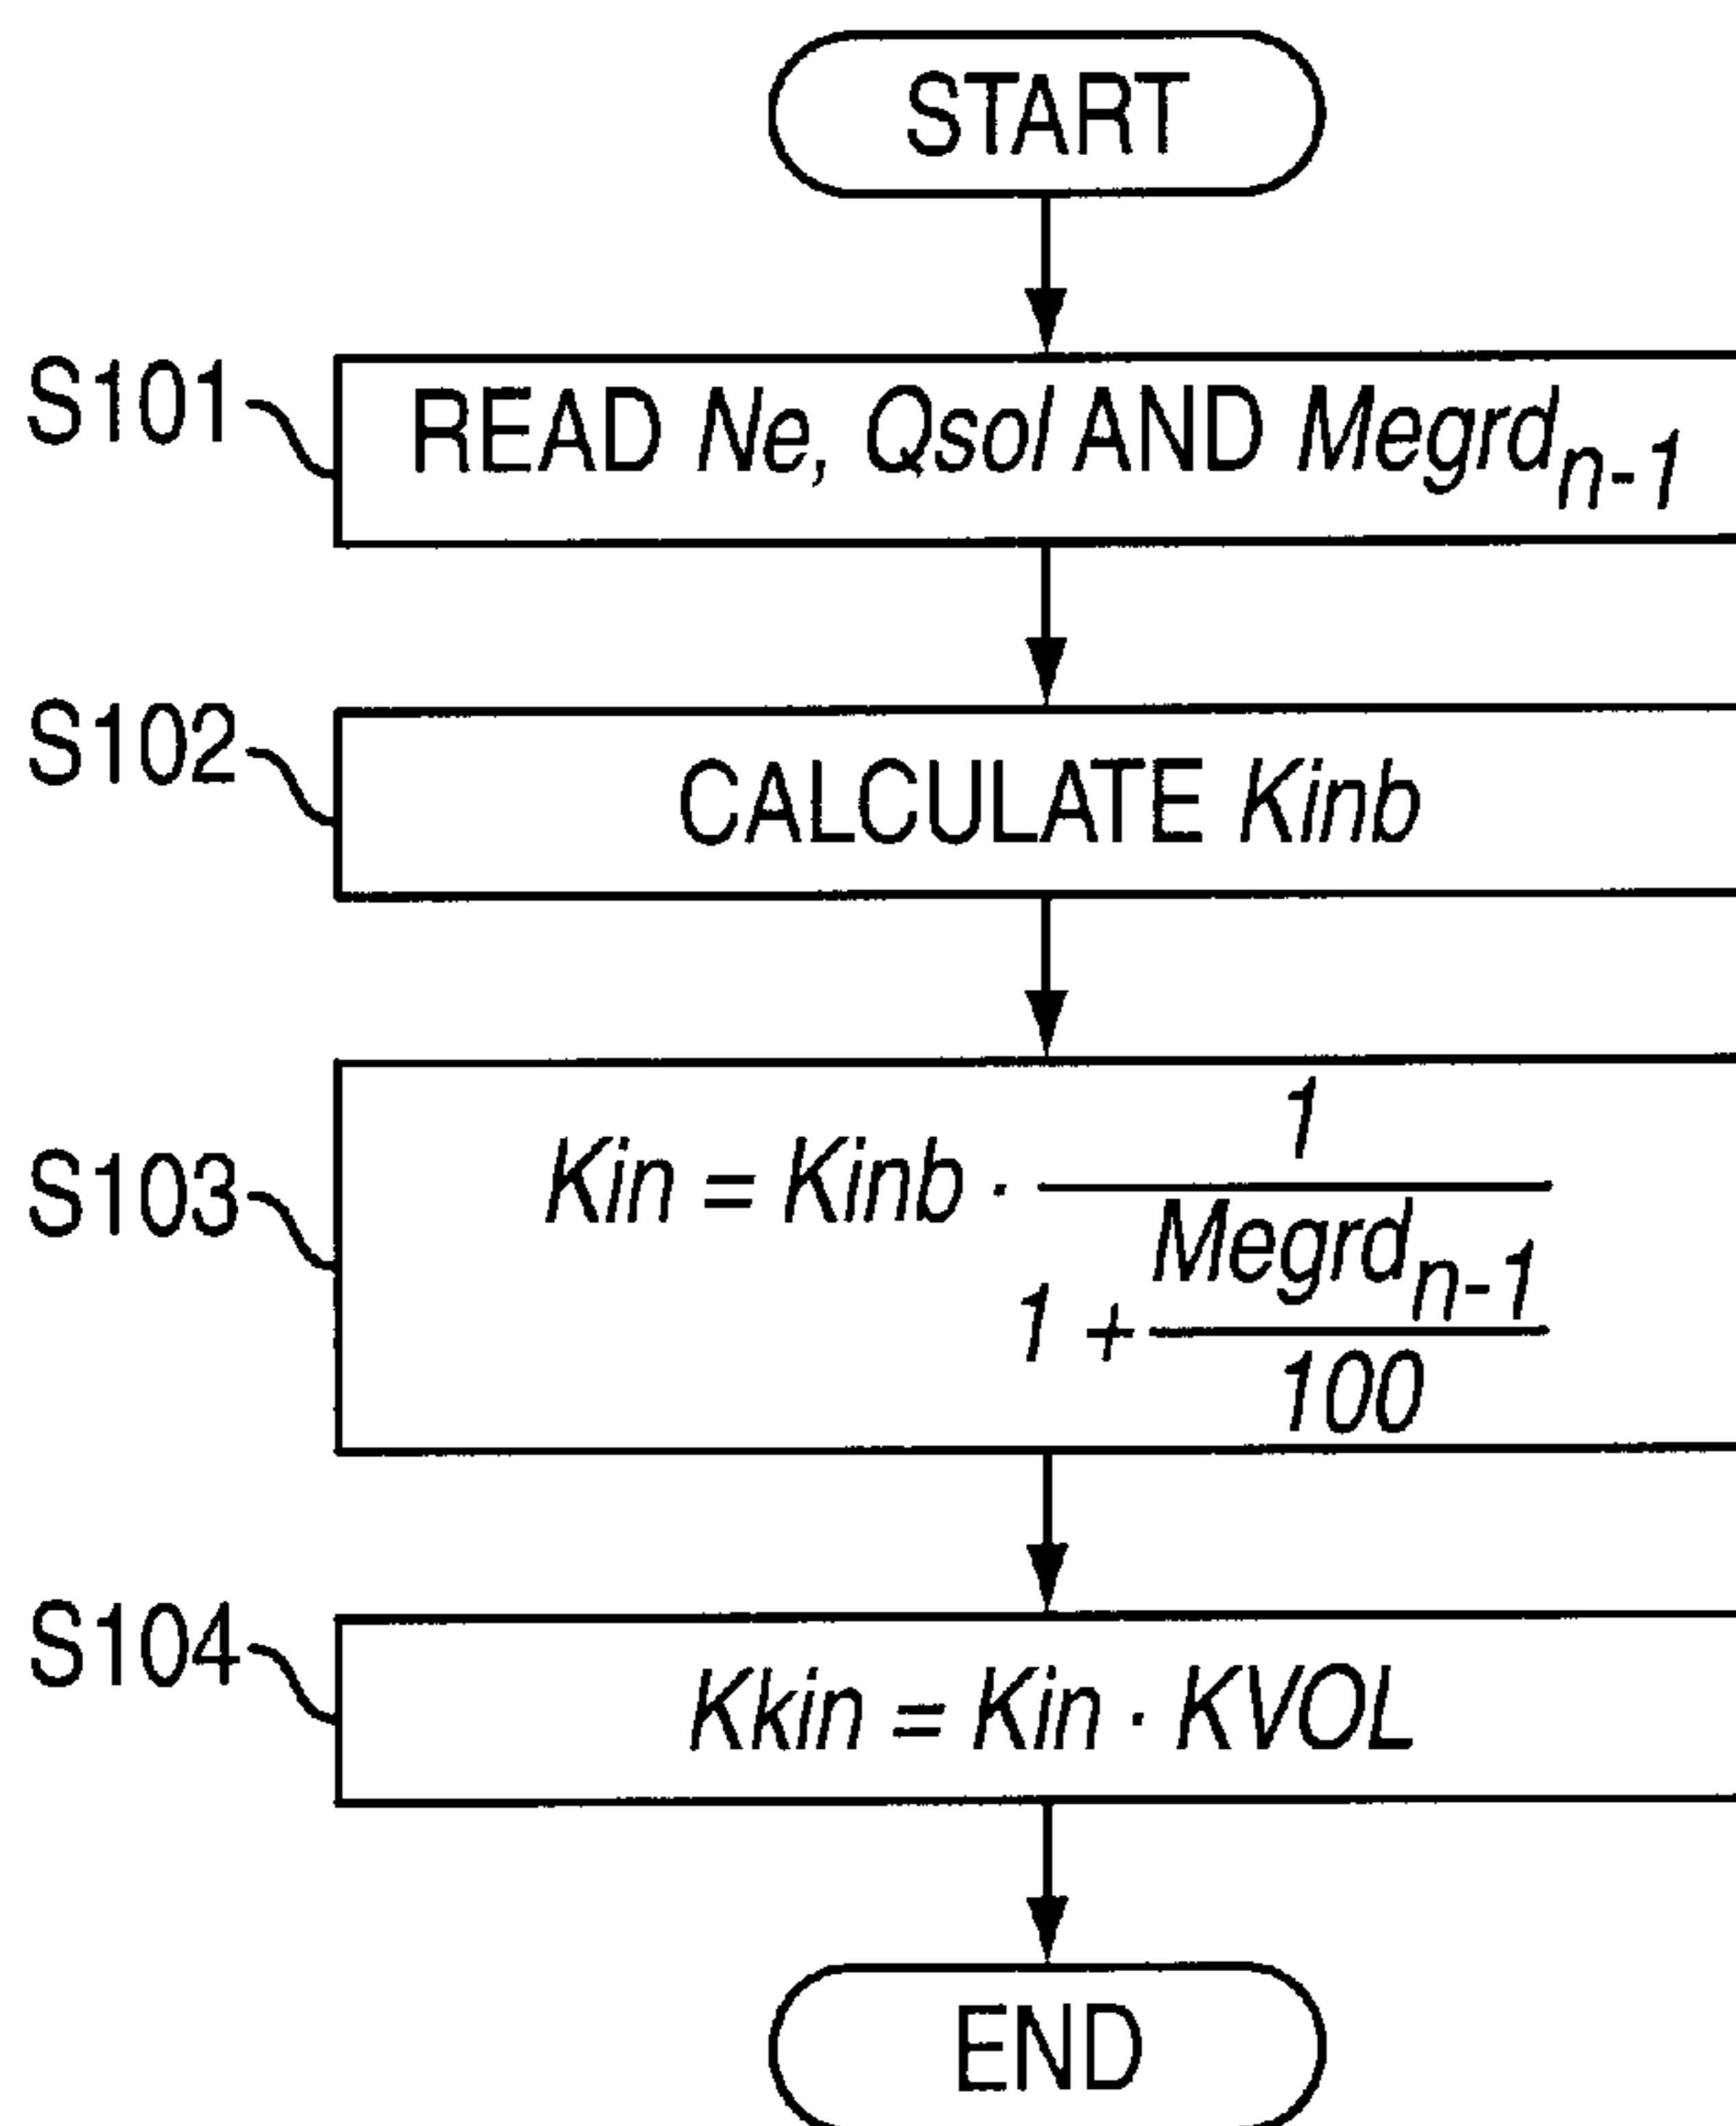 START
S101
READ Ne, Qsol AND Megrdₙ₋₁
S102
CALCULATE Kinb
S103
Kin = Kinb · 1
Megrdₙ₋₁
1 +
100
S104
Kkin = Kin · KVOL
END